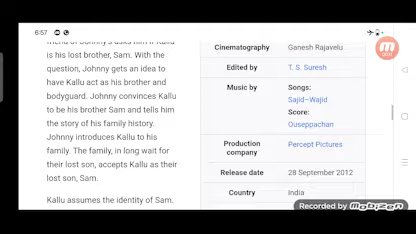 6:57
friend of Johnny's asks him if Kallu
is his lost brother, Sam. With the
question, Johnny gets an idea to
have Kallu act as his brother and
bodyguard. Johnny convinces Kallu
to be his brother Sam and tells him
the story of his family history.
Johnny introduces Kallu to his
family. The family, in long wait for
their lost son, accepts Kallu as their
lost son, Sam.
Kallu assumes the identity of Sam.
Cinematography Ganesh Rajavelu
Edited by T. S. Suresh
Music by Songs:
Sajid–Wajid
Score:
Ouseppachan
Production Percept Pictures
company
Release date 28 September 2012
Country India
Recorded by
MOBIZEN